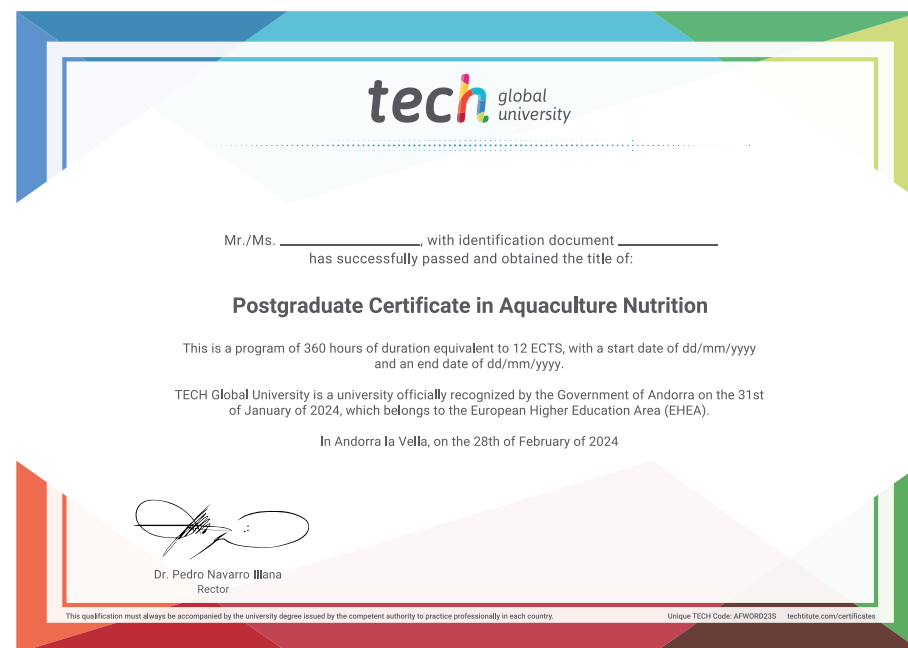 tech global university
Mr./Ms. ____________________, with identification document ______________
has successfully passed and obtained the title of:
Postgraduate Certificate in Aquaculture Nutrition
This is a program of 360 hours of duration equivalent to 12 ECTS, with a start date of dd/mm/yyyy
and an end date of dd/mm/yyyy.
TECH Global University is a university officially recognized by the Government of Andorra on the 31st
of January of 2024, which belongs to the European Higher Education Area (EHEA).
In Andorra la Vella, on the 28th of February of 2024
Dr. Pedro Navarro Illana
Rector
This qualification must always be accompanied by the university degree issued by the competent authority to practice professionally in each country.
Unique TECH Code: AFWORD23S techtitute.com/certificates